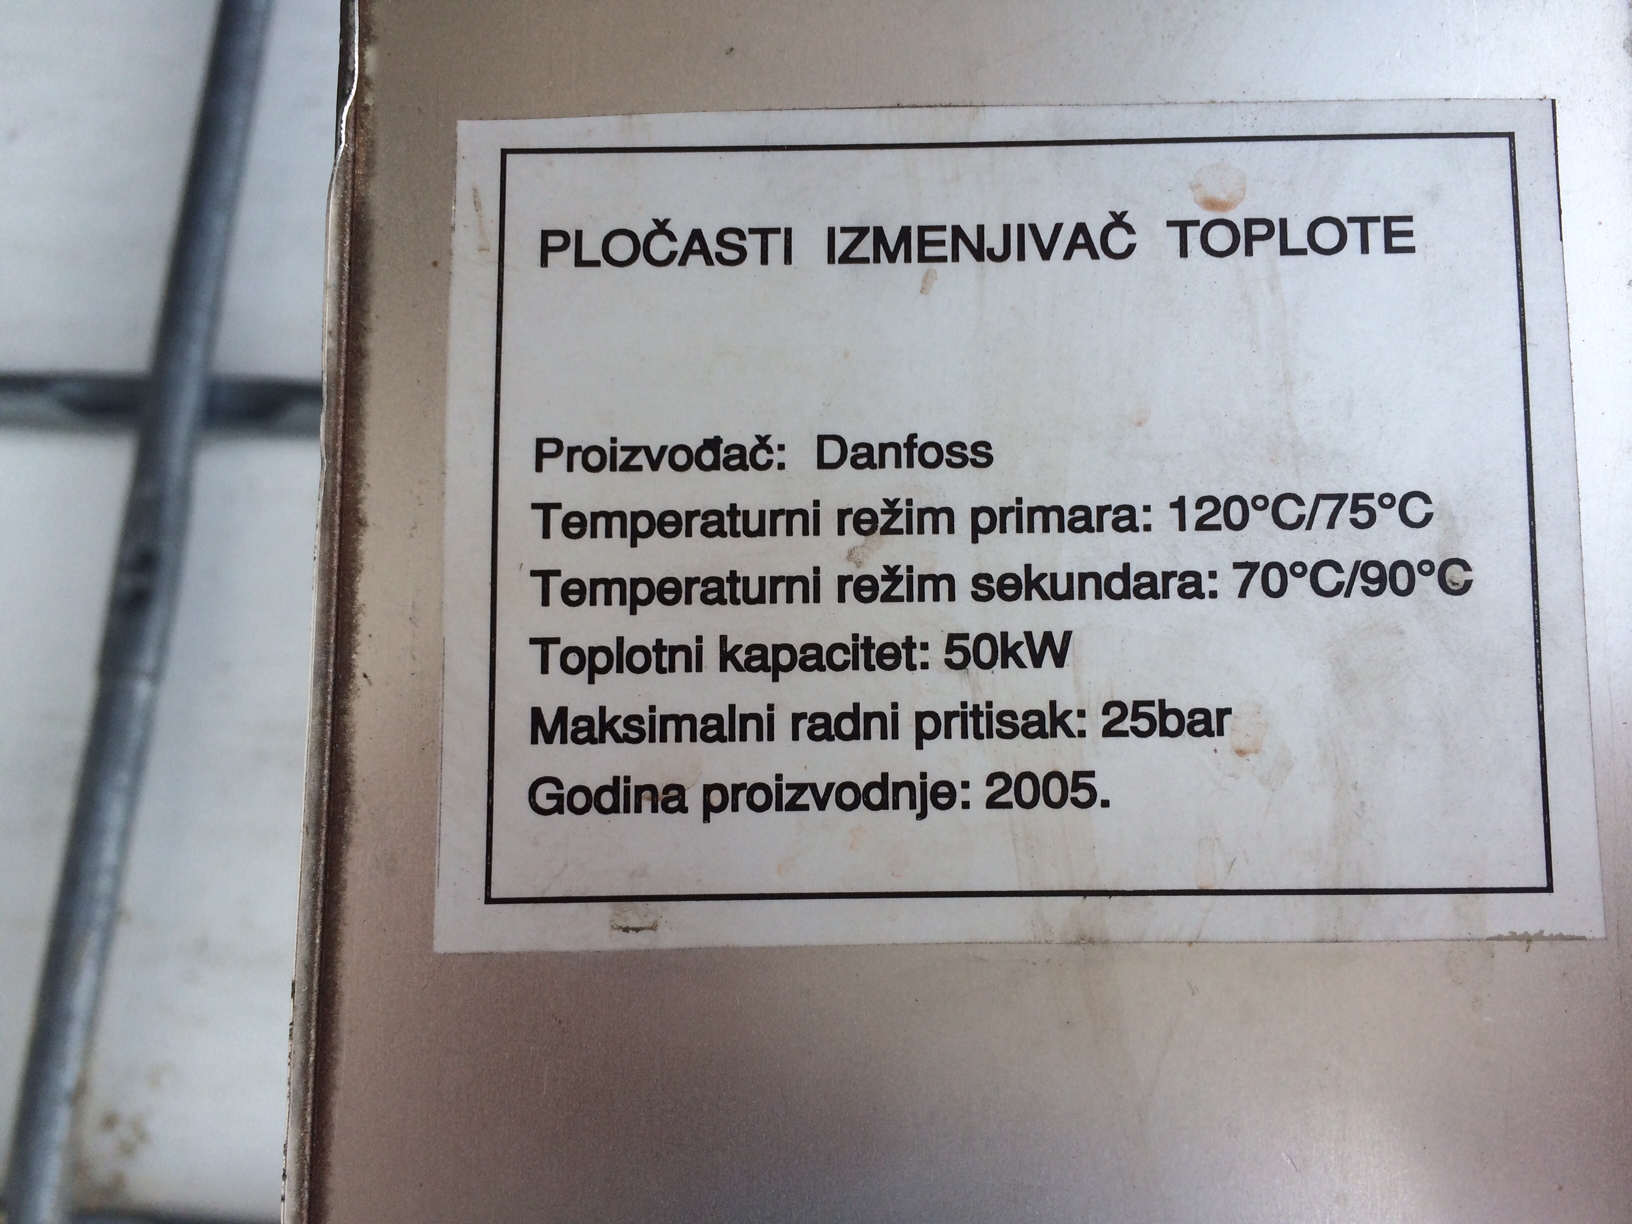 PLOČASTI IZMENJIVAČ TOPLOTE
Proizvođač: Danfoss
Temperaturni režim primara: 120°C/75°C
Temperaturni režim sekundara: 70°C/90°C
Toplotni kapacitet: 50kW
Maksimalni radni pritisak: 25bar
Godina proizvodnje: 2005.